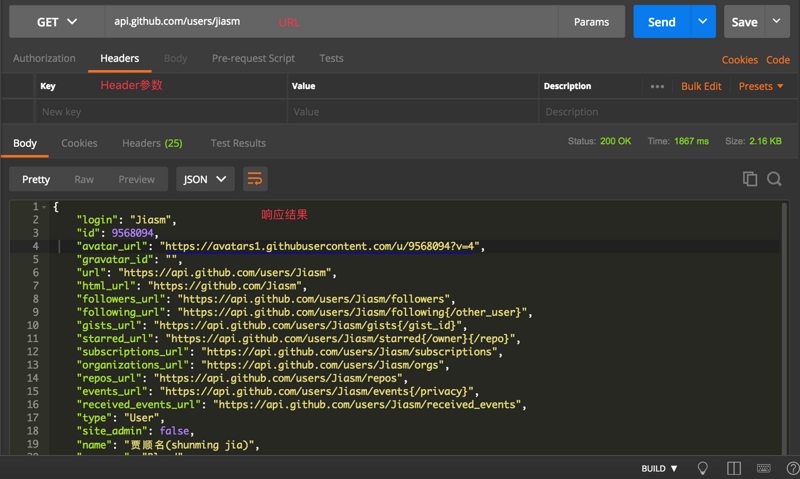 GET api.github.com/users/jiasm URL Params Send Save
Authorization Headers Body Pre-request Script Tests Cookies Code
Key Header参数 Value Description ••• Bulk Edit Presets
New key Value Description
Body Cookies Headers (25) Test Results Status: 200 OK Time: 1867 ms Size: 2.16 KB
Pretty Raw Preview JSON
1 {
响应结果
2 "login": "Jiasm",
3 "id": 9568094,
4 "avatar_url": "https://avatars1.githubusercontent.com/u/9568094?v=4",
5 "gravatar_id": "",
6 "url": "https://api.github.com/users/Jiasm",
7 "html_url": "https://github.com/Jiasm",
8 "followers_url": "https://api.github.com/users/Jiasm/followers",
9 "following_url": "https://api.github.com/users/Jiasm/following{/other_user}",
10 "gists_url": "https://api.github.com/users/Jiasm/gists{/gist_id}",
11 "starred_url": "https://api.github.com/users/Jiasm/starred{/owner}{/repo}",
12 "subscriptions_url": "https://api.github.com/users/Jiasm/subscriptions",
13 "organizations_url": "https://api.github.com/users/Jiasm/orgs",
14 "repos_url": "https://api.github.com/users/Jiasm/repos",
15 "events_url": "https://api.github.com/users/Jiasm/events{/privacy}",
16 "received_events_url": "https://api.github.com/users/Jiasm/received_events",
17 "type": "User",
18 "site_admin": false,
19 "name": "贾顺名(shunming jia)",
BUILD